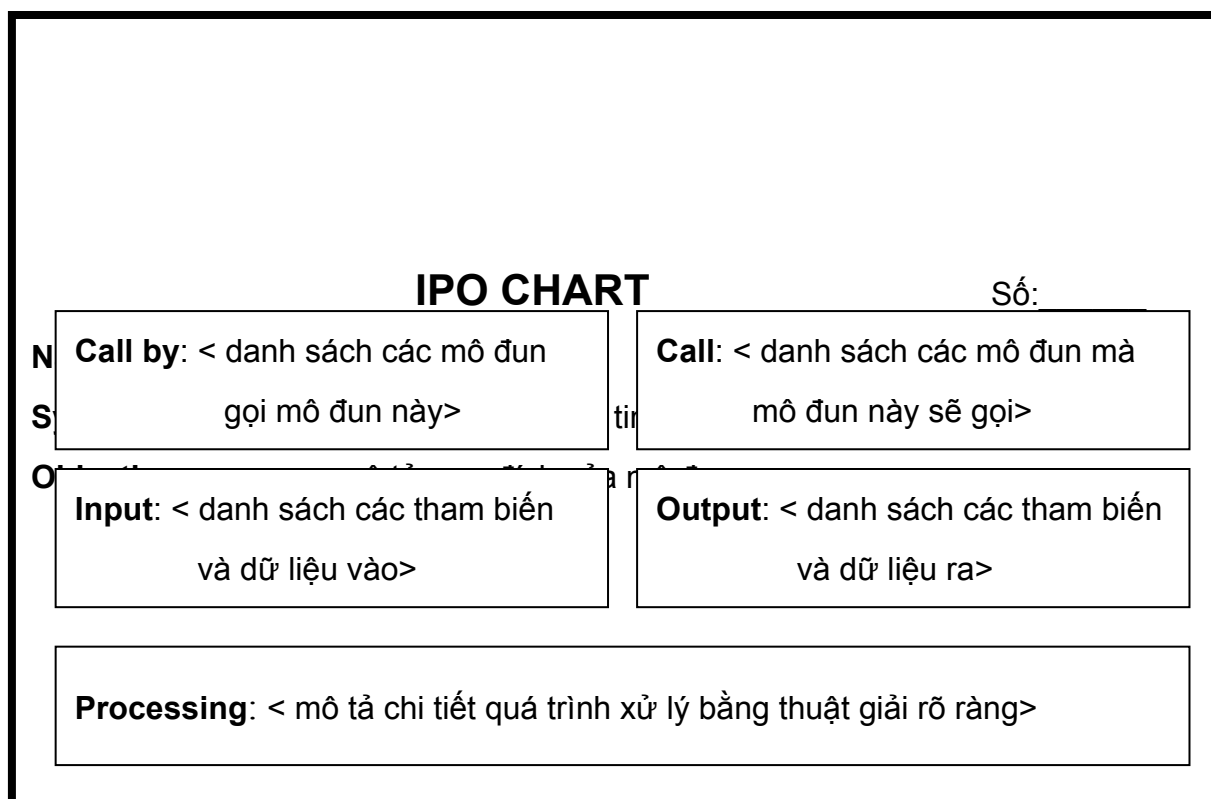 IPO CHART Số:______
Call by: < danh sách các mô đun
gọi mô đun này>
Call: < danh sách các mô đun mà
mô đun này sẽ gọi>
Input: < danh sách các tham biến
và dữ liệu vào>
Output: < danh sách các tham biến
và dữ liệu ra>
Processing: < mô tả chi tiết quá trình xử lý bằng thuật giải rõ ràng>